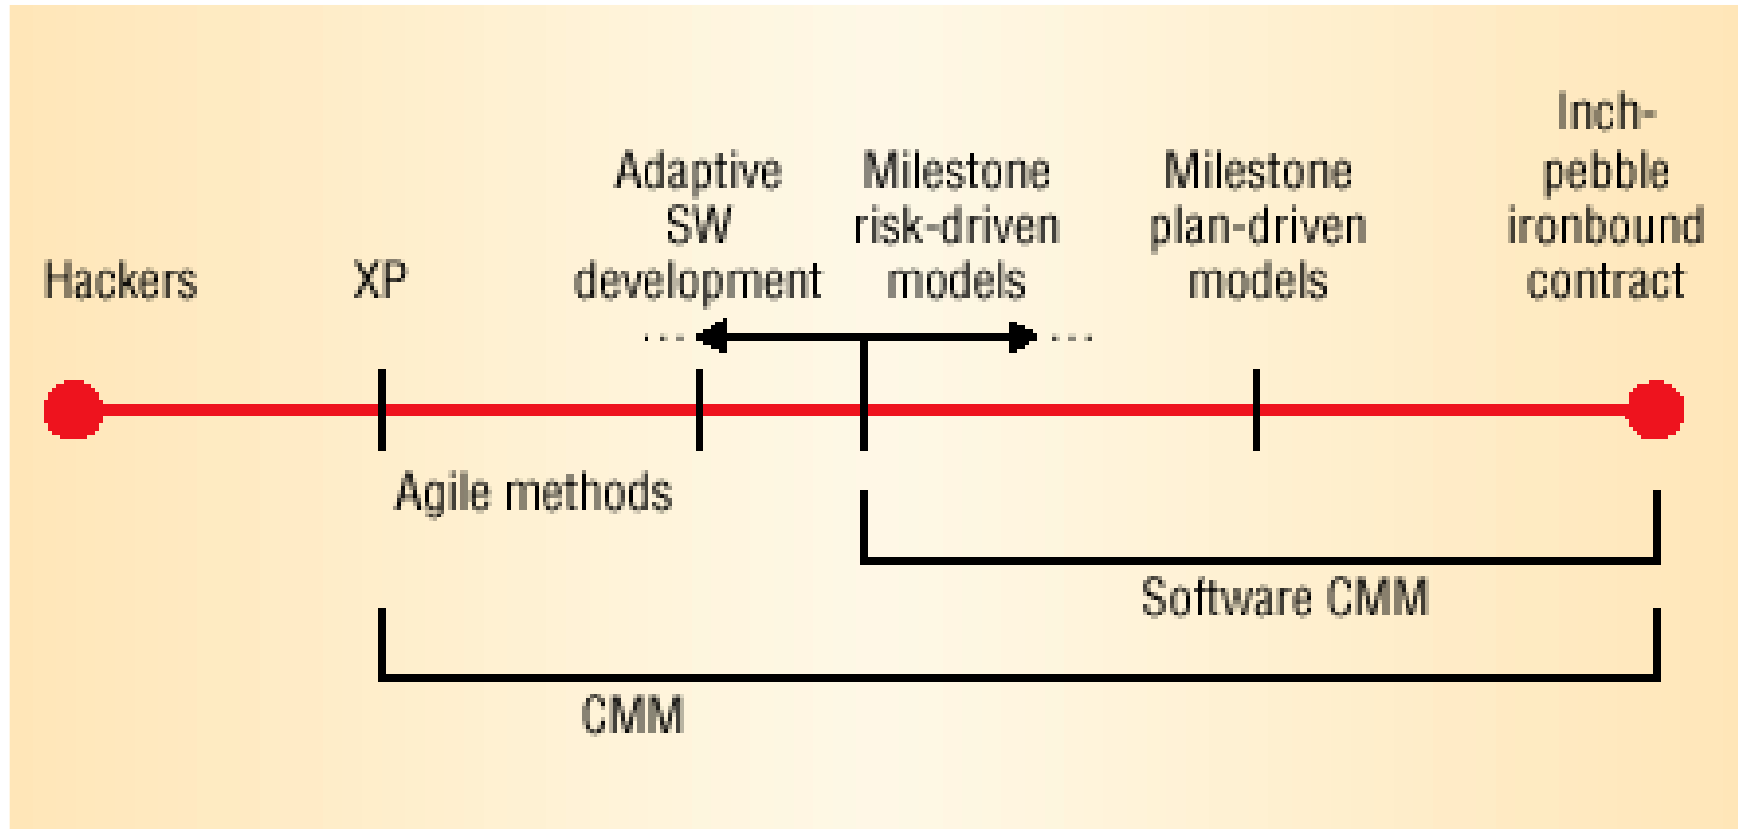 Hackers
XP
Adaptive
SW
development
Milestone
risk-driven
models
Milestone
plan-driven
models
Inch-
pebble
ironbound
contract
Agile methods
Software CMM
CMM